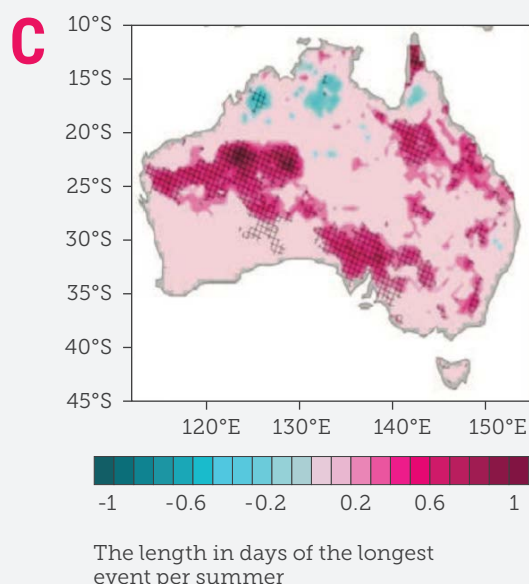 C
10°S
15°S
20°S
25°S
30°S
35°S
40°S
45°S
120°E 130°E 140°E 150°E
-1 -0.6 -0.2 0.2 0.6 1
The length in days of the longest
event per summer